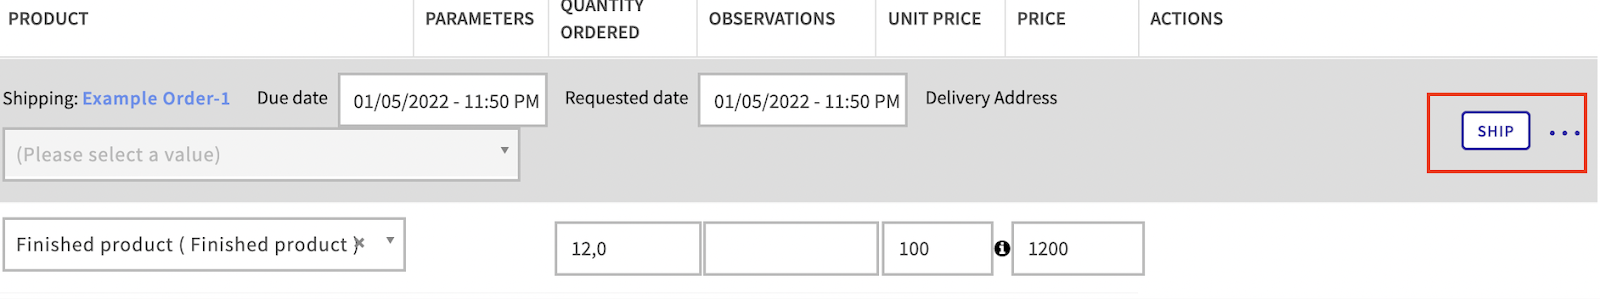 PRODUCT PARAMETERS QUANTITY ORDERED OBSERVATIONS UNIT PRICE PRICE ACTIONS
Shipping: Example Order-1 Due date 01/05/2022 - 11:50 PM Requested date 01/05/2022 - 11:50 PM Delivery Address
SHIP
(Please select a value)
Finished product ( Finished product ) 12,0 100 1200